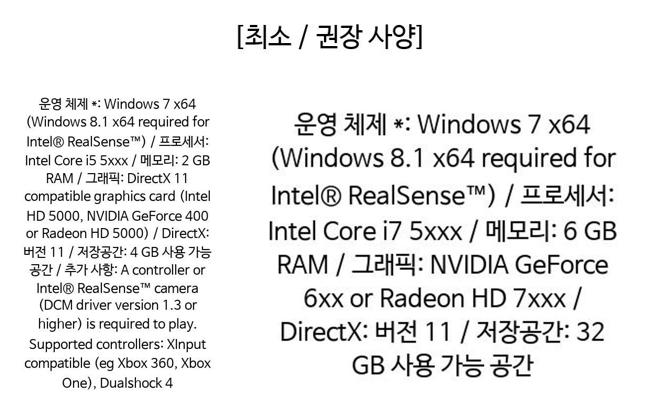 [최소 / 권장 사양]
운영 체제 *: Windows 7 x64
(Windows 8.1 x64 required for
Intel® RealSense™) / 프로세서:
Intel Core i5 5xxx / 메모리: 2 GB
RAM / 그래픽: DirectX 11
compatible graphics card (Intel
HD 5000, NVIDIA GeForce 400
or Radeon HD 5000) / DirectX:
버전 11 / 저장공간: 4 GB 사용 가능
공간 / 추가 사항: A controller or
Intel® RealSense™ camera
(DCM driver version 1.3 or
higher) is required to play.
Supported controllers: XInput
compatible (eg Xbox 360, Xbox
One), Dualshock 4
운영 체제 *: Windows 7 x64
(Windows 8.1 x64 required for
Intel® RealSense™) / 프로세서:
Intel Core i7 5xxx / 메모리: 6 GB
RAM / 그래픽: NVIDIA GeForce
6xx or Radeon HD 7xxx /
DirectX: 버전 11 / 저장공간: 32
GB 사용 가능 공간